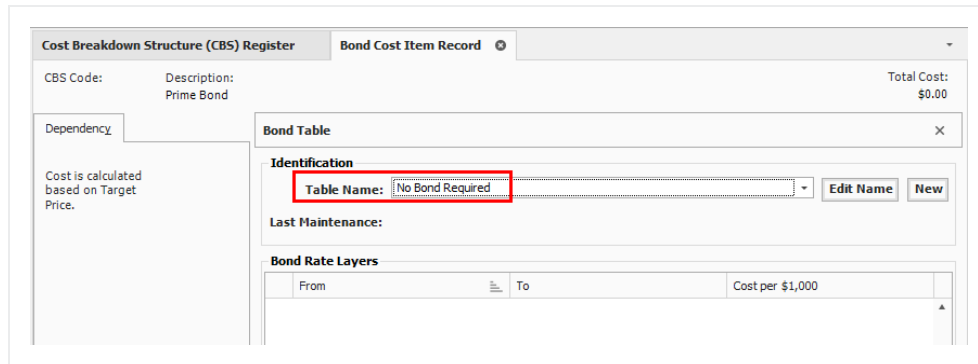 Cost Breakdown Structure (CBS) Register
Bond Cost Item Record
CBS Code:
Description:
Total Cost:
Prime Bond
$0.00
Dependency
Bond Table
Cost is calculated
based on Target
Price.
Identification
Table Name:
No Bond Required
Edit Name
New
Last Maintenance:
Bond Rate Layers
From
To
Cost per $1,000